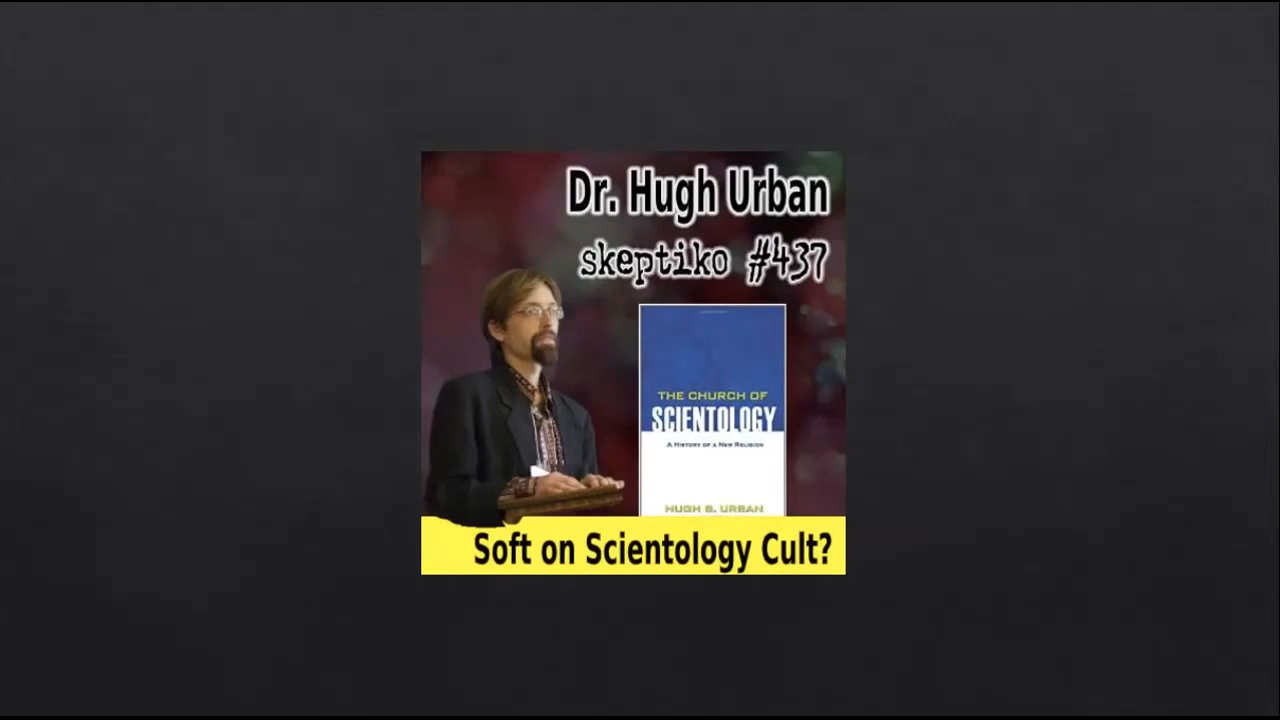 Dr. Hugh Urban
skeptiko #437
THE CHURCH OF
SCIENTOLOGY
A HISTORY OF A NEW RELIGION
HUGH B. URBAN
Soft on Scientology Cult?